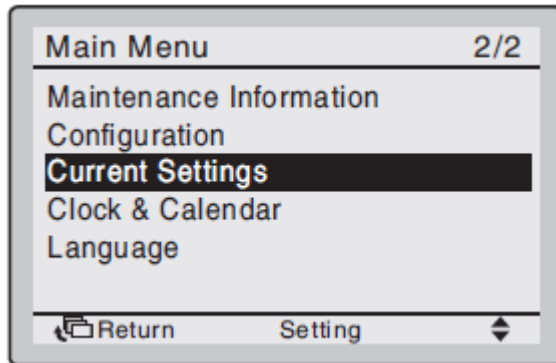 Main Menu 2/2
Maintenance Information
Configuration
Current Settings
Clock & Calendar
Language
Return Setting